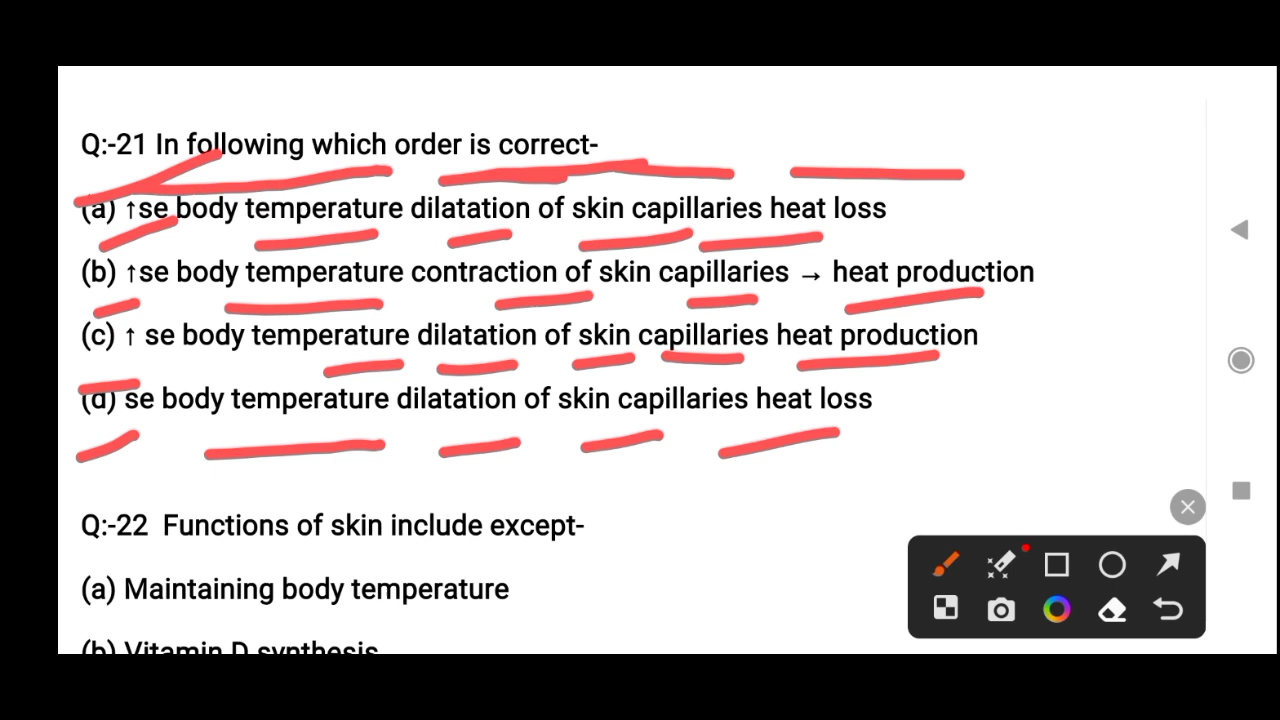 Q:-21 In following which order is correct-
(a) ↑se body temperature dilatation of skin capillaries heat loss
(b) ↑se body temperature contraction of skin capillaries → heat production
(c) ↑ se body temperature dilatation of skin capillaries heat production
(d) se body temperature dilatation of skin capillaries heat loss
Q:-22 Functions of skin include except-
(a) Maintaining body temperature
(b) Vitamin D synthesis